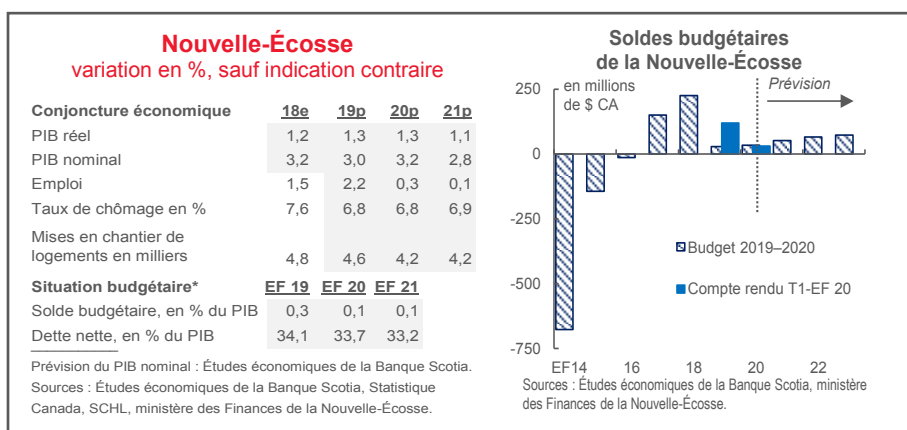 Nouvelle-Écosse
variation en %, sauf indication contraire
Conjoncture économique 18e 19p 20p 21p
PIB réel 1,2 1,3 1,3 1,1
PIB nominal 3,2 3,0 3,2 2,8
Emploi 1,5 2,2 0,3 0,1
Taux de chômage en % 7,6 6,8 6,8 6,9
Mises en chantier de
logements en milliers 4,8 4,6 4,2 4,2
Situation budgétaire* EF 19 EF 20 EF 21
Solde budgétaire, en % du PIB 0,3 0,1 0,1
Dette nette, en % du PIB 34,1 33,7 33,2
Prévision du PIB nominal : Études économiques de la Banque Scotia.
Sources : Études économiques de la Banque Scotia, Statistique
Canada, SCHL, ministère des Finances de la Nouvelle-Écosse.
Soldes budgétaires
de la Nouvelle-Écosse
en millions
de $ CA
Prévision
250
0
-250
-500
-750
Budget 2019–2020
Compte rendu T1-EF 20
EF14 16 18 20 22
Sources : Études économiques de la Banque Scotia, ministère
des Finances de la Nouvelle-Écosse.